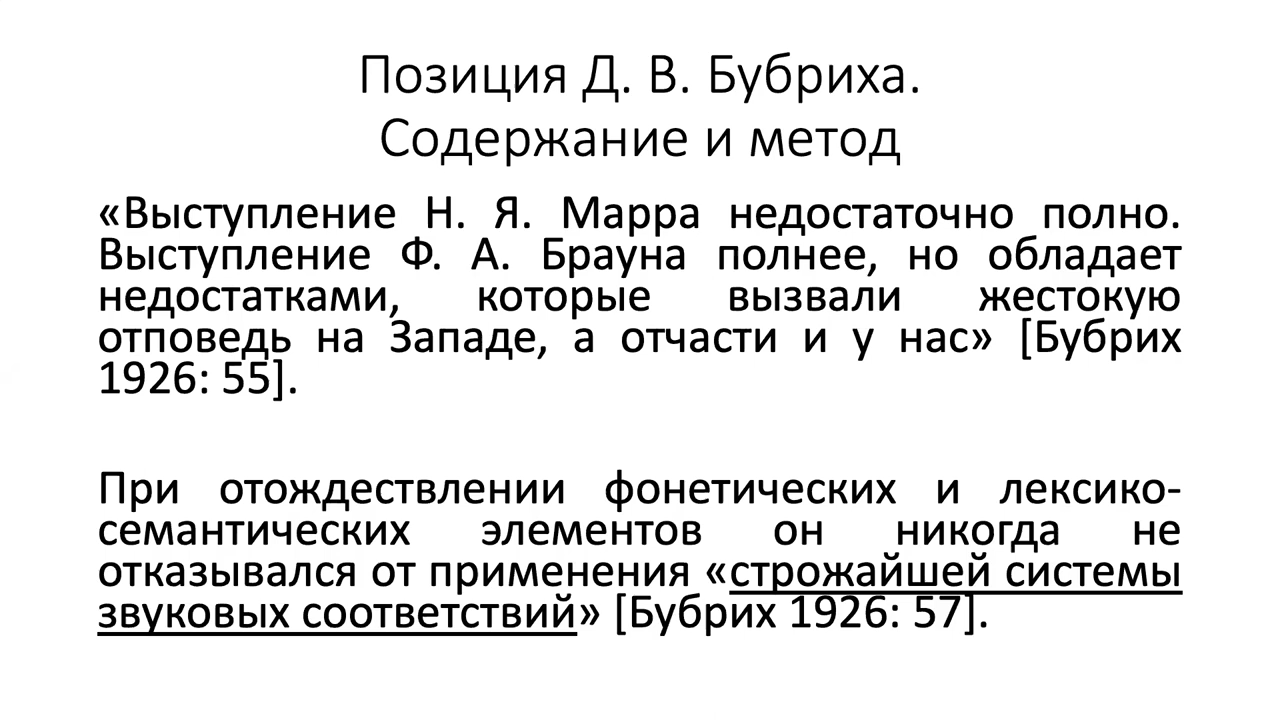 Позиция Д. В. Бубриха.
Содержание и метод
«Выступление Н. Я. Марра недостаточно полно.
Выступление Ф. А. Брауна полнее, но обладает
недостатками, которые вызвали жестокую
отповедь на Западе, а отчасти и у нас» [Бубрих
1926: 55].
При отождествлении фонетических и лексико-
семантических элементов он никогда не
отказывался от применения «строжайшей системы
звуковых соответствий» [Бубрих 1926: 57].